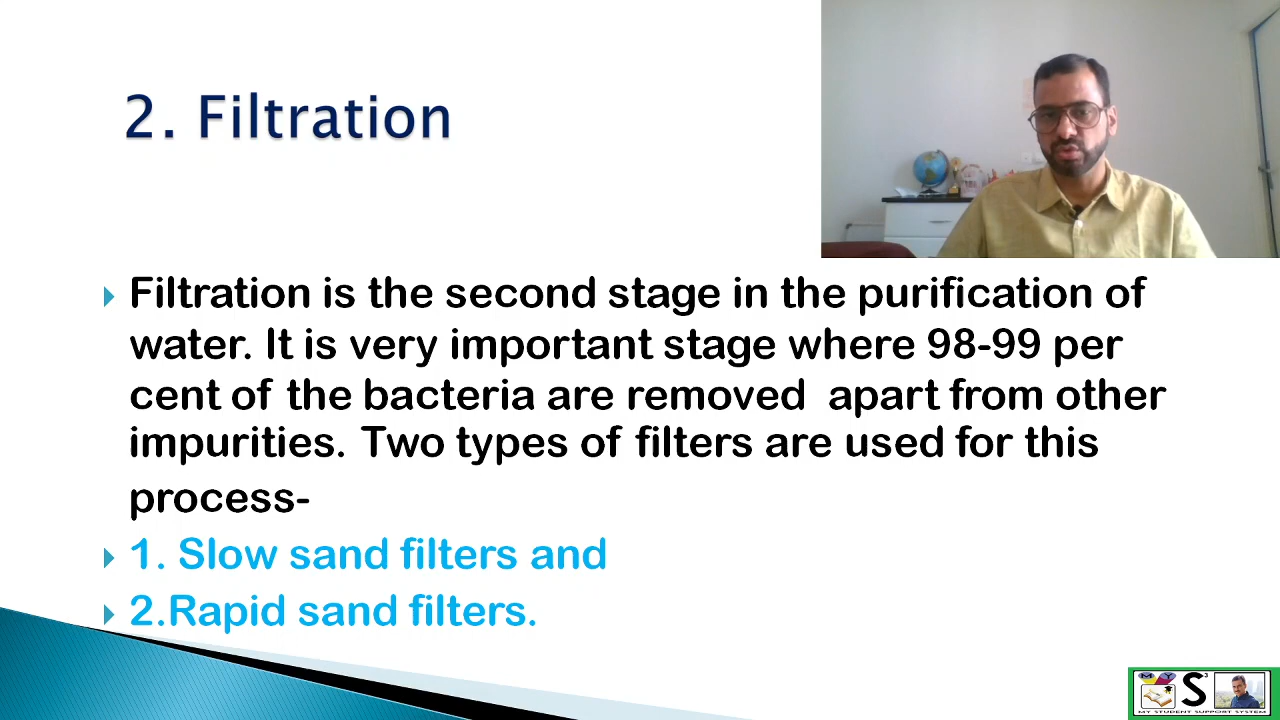 2. Filtration
Filtration is the second stage in the purification of
water. It is very important stage where 98-99 per
cent of the bacteria are removed apart from other
impurities. Two types of filters are used for this
process-
1. Slow sand filters and
2.Rapid sand filters.
M Y
S3
MY STUDENT SUPPORT SYSTEM